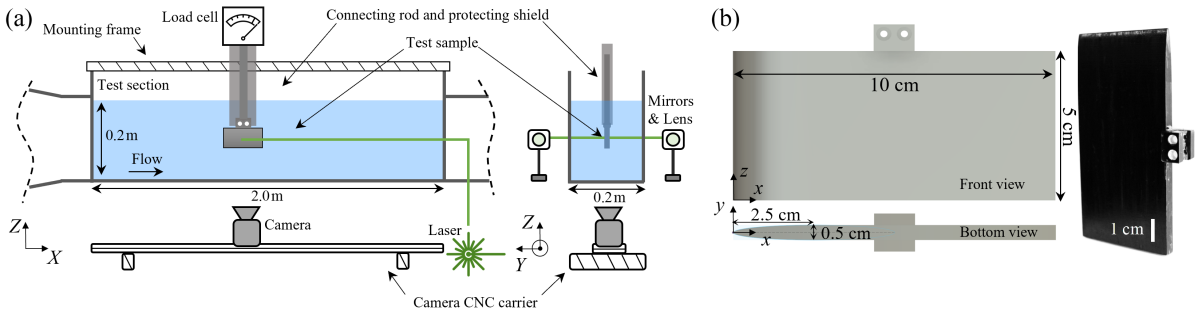 (a)
Load cell
Connecting rod and protecting shield
Mounting frame
Test sample
Test section
0.2m
Flow
2.0m
Mirrors
& Lens
0.2m
Z
X
Camera
Laser
Z
Y
Camera CNC carrier
(b)
10 cm
5 cm
z
x
Front view
y
2.5 cm
x
0.5 cm
Bottom view
1 cm